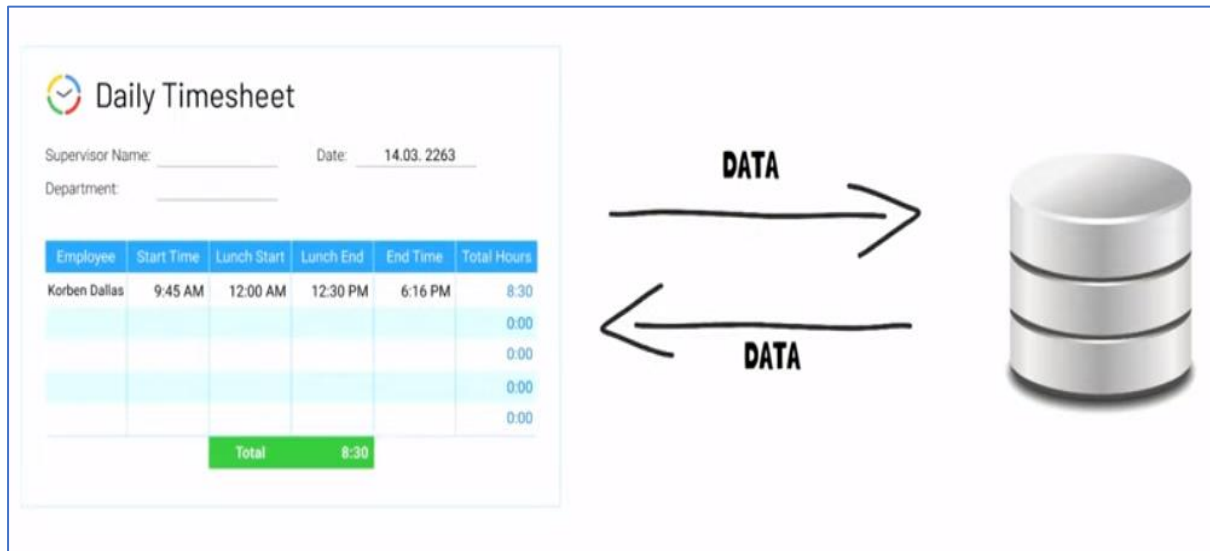 Daily Timesheet
Supervisor Name: Date: 14.03. 2263
Department:
Employee Start Time Lunch Start Lunch End End Time Total Hours
Korben Dallas 9:45 AM 12:00 AM 12:30 PM 6:16 PM 8:30
0:00
0:00
0:00
0:00
Total 8:30
DATA
DATA